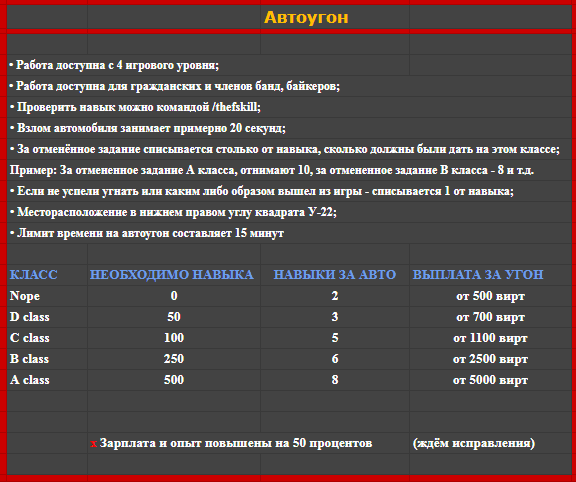 Автоугон
• Работа доступна с 4 игрового уровня;
• Работа доступна для гражданских и членов банд, байкеров;
• Проверить навык можно командой /thefskill;
• Взлом автомобиля занимает примерно 20 секунд;
• За отменённое задание списывается столько от навыка, сколько должны были дать на этом классе;
Пример: За отмененное задание А класса, отнимают 10, за отмененное задание В класса - 8 и т.д.
• Если не успели угнать или каким либо образом вышел из игры - списывается 1 от навыка;
• Месторасположение в нижнем правом углу квадрата У-22;
• Лимит времени на автоугон составляет 15 минут
КЛАСС НЕОБХОДИМО НАВЫКА НАВЫКИ ЗА АВТО ВЫПЛАТА ЗА УГОН
Nope 0 2 от 500 вирт
D class 50 3 от 700 вирт
C class 100 5 от 1100 вирт
B class 250 6 от 2500 вирт
A class 500 8 от 5000 вирт
x Зарплата и опыт повышены на 50 процентов (ждём исправления)